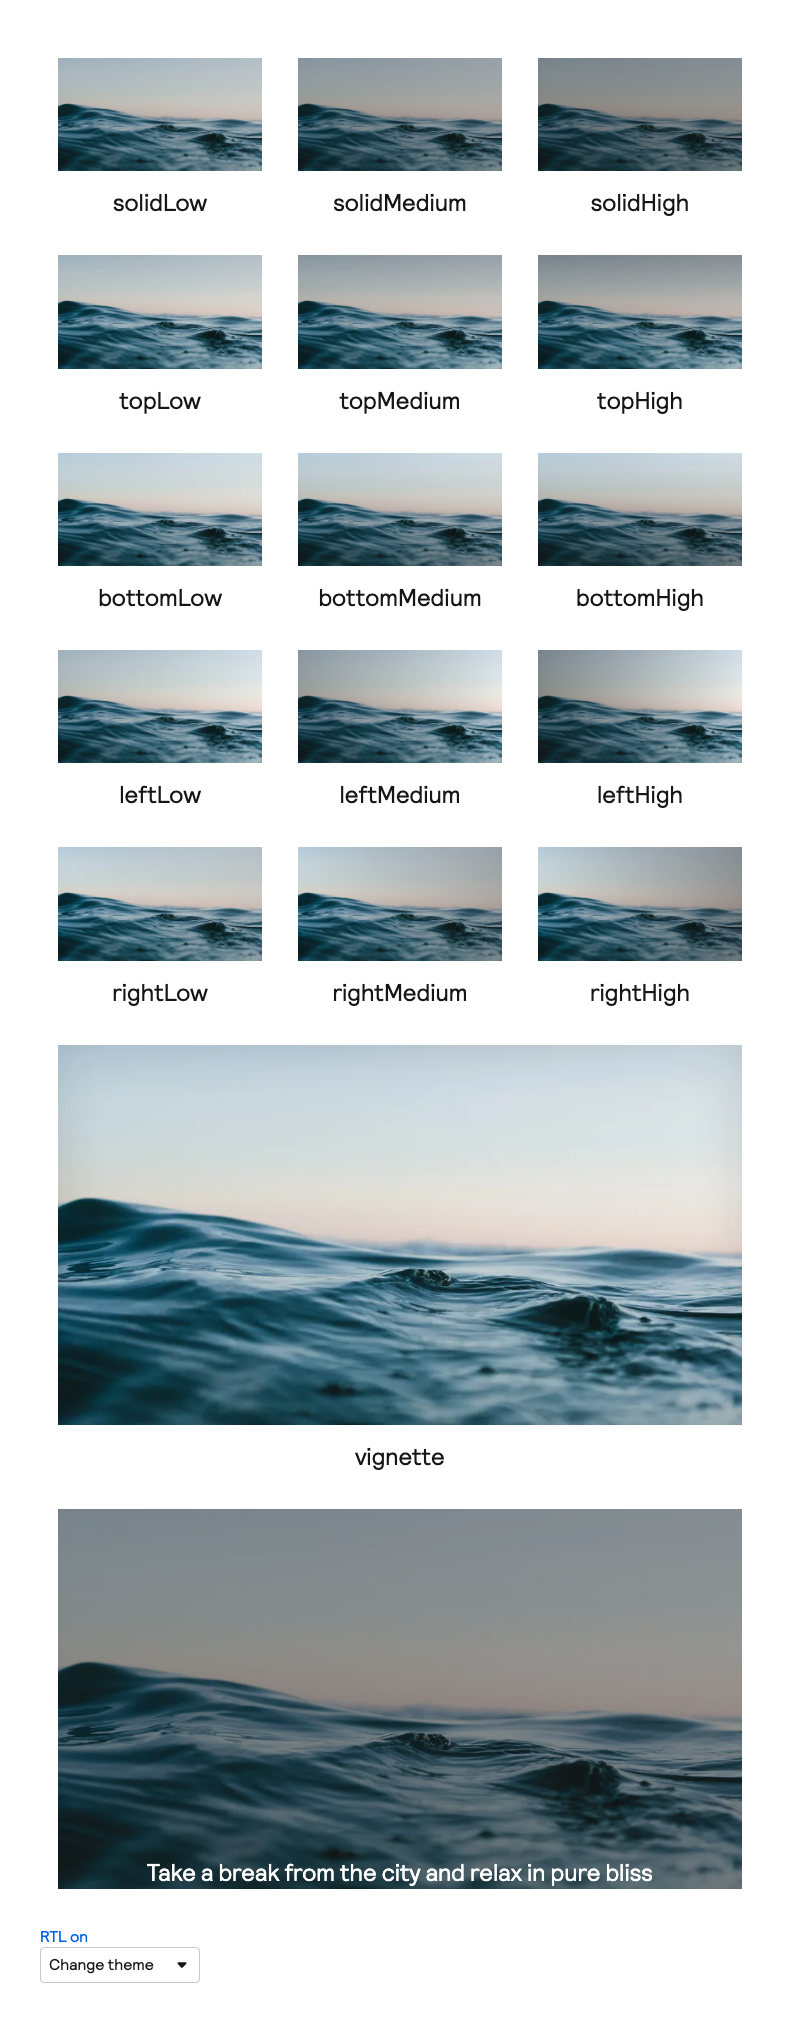 solidLow
solidMedium
solidHigh
topLow
topMedium
topHigh
bottomLow
bottomMedium
bottomHigh
leftLow
leftMedium
leftHigh
rightLow
rightMedium
rightHigh
vignette
Take a break from the city and relax in pure bliss
RTL on
Change theme